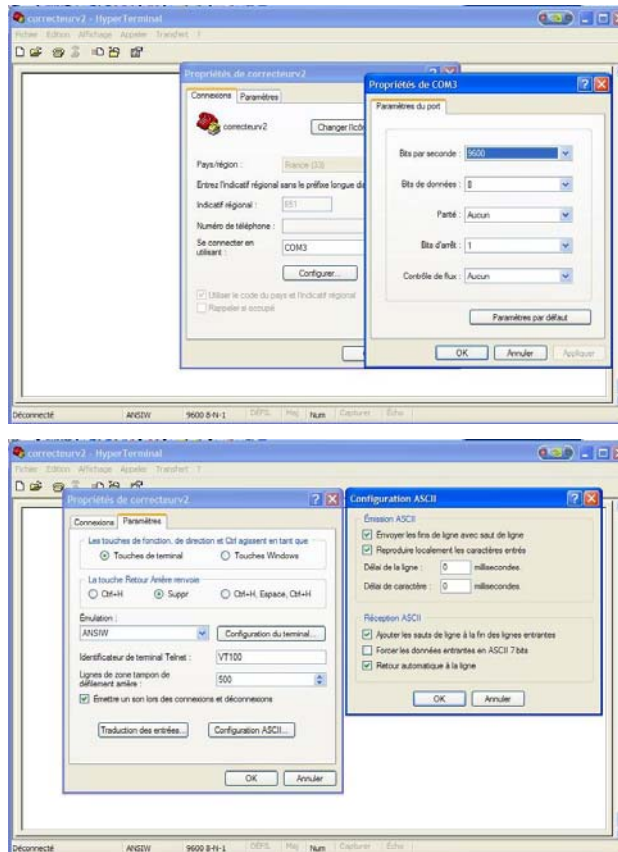 correcteurv2 - HyperTerminal
Fichier Edition Affichage Appeler Transfert ?
Propriétés de correcteurv2
Connexions Paramètres
correcteurv2
Changer l'icô
Pays/région :
France (33)
Entrez l'indicatif régional sans le préfixe longue di
Indicatif régional :
651
Numéro de téléphone :
Se connecter en utilisant :
COM3
Configurer...
Utiliser le code du pays et l'indicatif régional
Rappeler si occupé
Propriétés de COM3
Paramètres du port
Bits par seconde : 9600
Bits de données : 8
Parité : Aucun
Bits d'arrêt : 1
Contrôle de flux : Aucun
Paramètres par défaut
OK Annuler Appliquer
Déconnecté ANSIW 9600 8-N-1 DÉFIL Maj Num Capturer Écho
correcteurv2 - HyperTerminal
Fichier Edition Affichage Appeler Transfert ?
Propriétés de correcteurv2
Connexions Paramètres
Les touches de fonction, de direction et Ctrl agissent en tant que
Touches de terminal Touches Windows
La touche Retour Arrière renvoie
Ctrl+H Suppr Ctrl+H, Espace, Ctrl+H
Émulation :
ANSIW Configuration du terminal...
Identificateur de terminal Telnet : VT100
Lignes de zone tampon de
défilement arrière : 500
Émettre un son lors des connexions et déconnexions
Traduction des entrées... Configuration ASCII...
OK Annuler
Configuration ASCII
Émission ASCII
Envoyer les fins de ligne avec saut de ligne
Reproduire localement les caractères entrés
Délai de la ligne : 0 millisecondes.
Délai de caractère : 0 millisecondes.
Réception ASCII
Ajouter les sauts de ligne à la fin des lignes entrantes
Forcer les données entrantes en ASCII 7 bits
Retour automatique à la ligne
OK Annuler
Déconnecté ANSIW 9600 8-N-1 DÉFIL Maj Num Capturer Écho